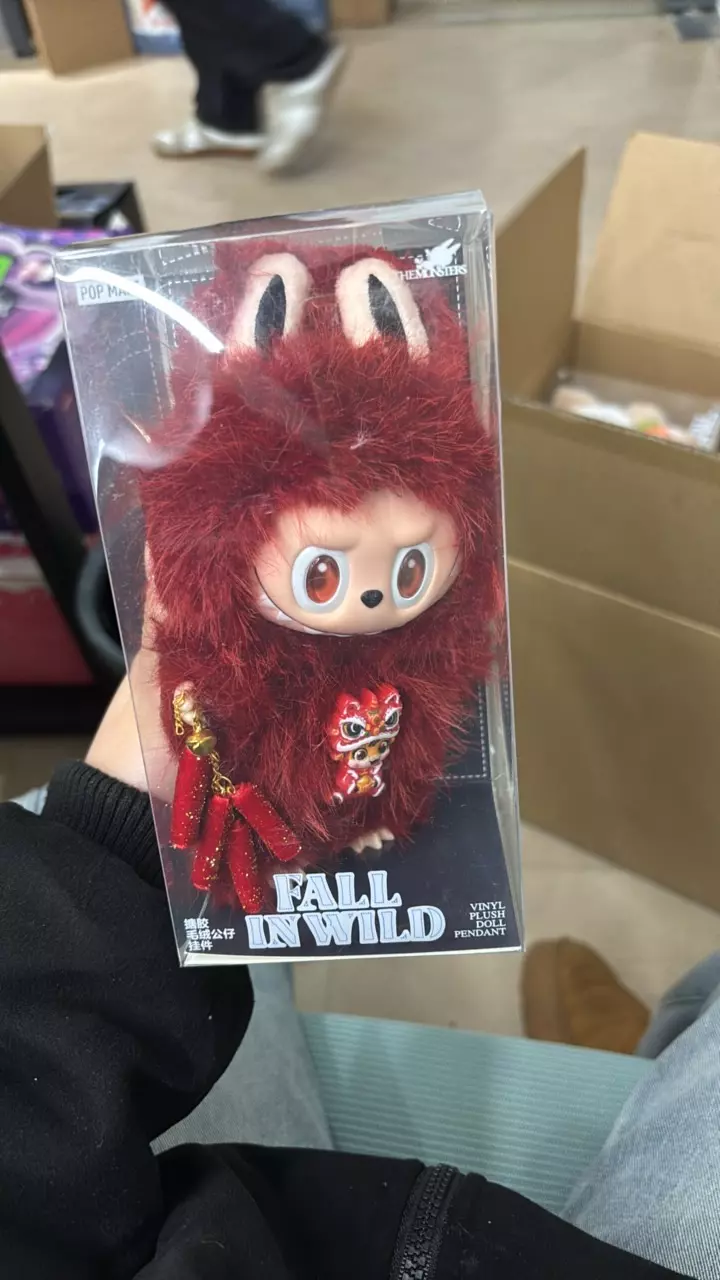 POP MA
THE MONSTERS
FALL
IN WILD
搪胶
毛绒公仔
挂件
VINYL
PLUSH
DOLL
PENDANT